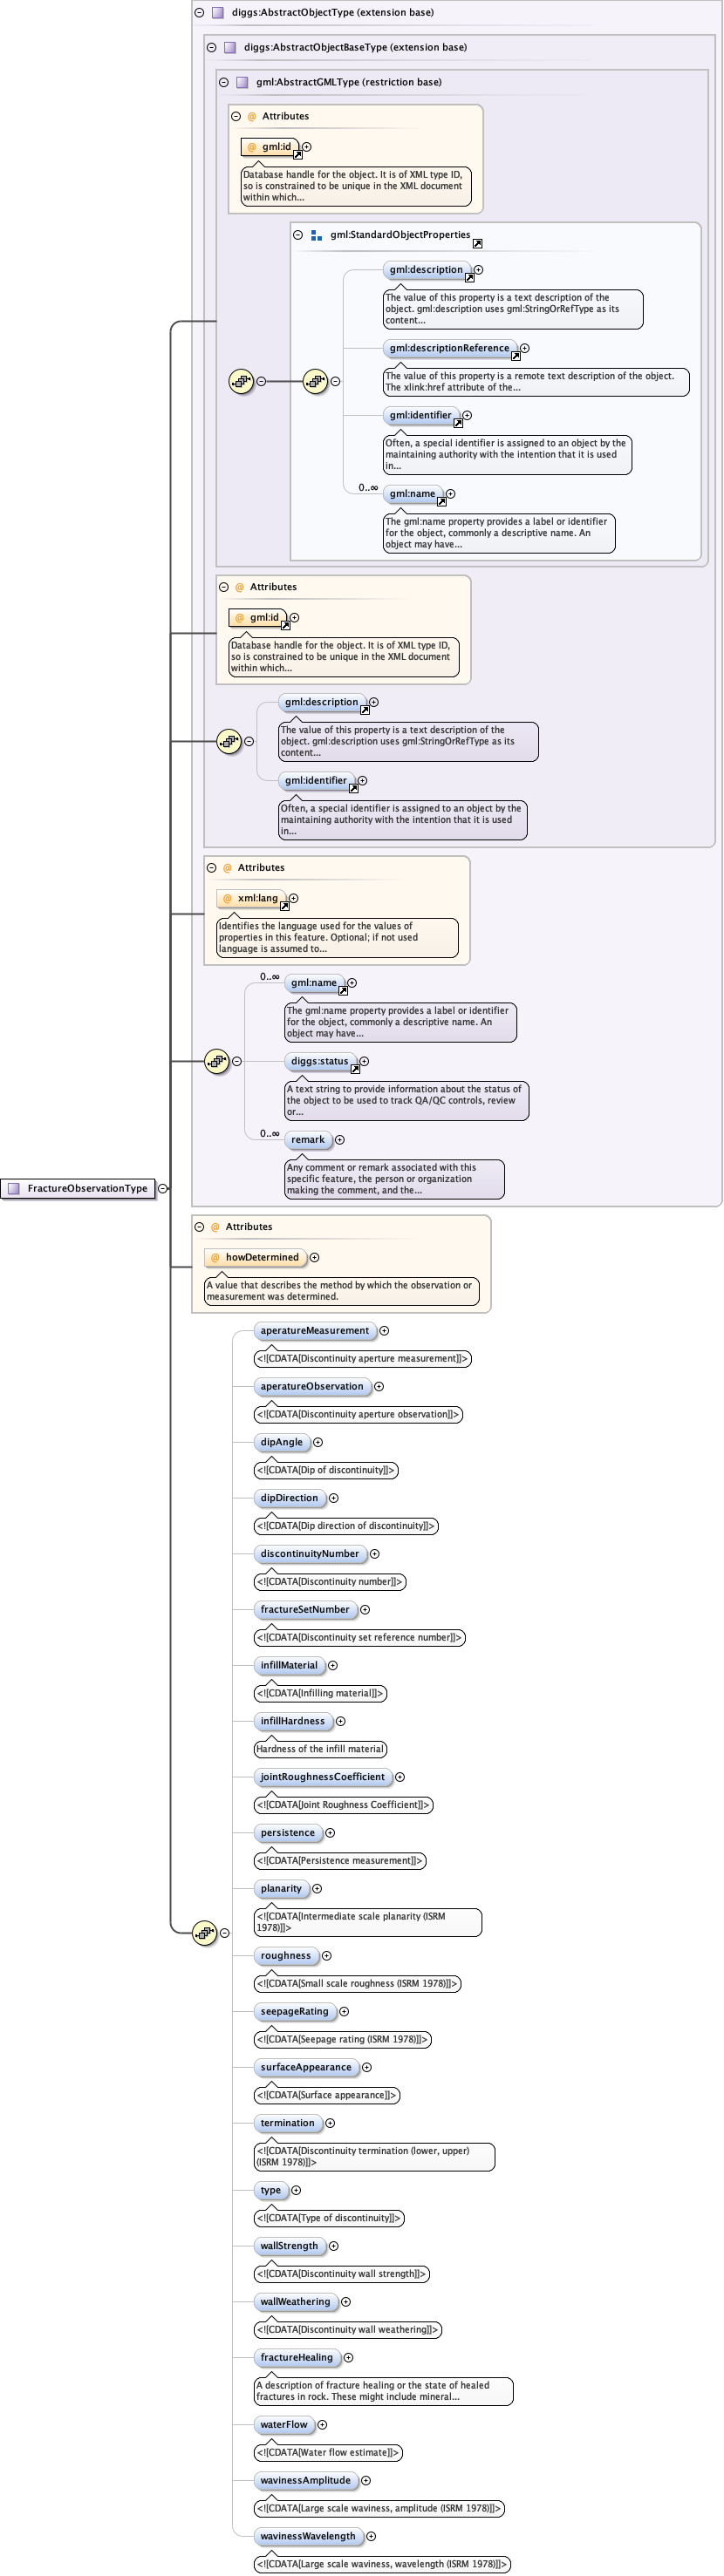 diggs:AbstractObjectType (extension base)
diggs:AbstractObjectBaseType (extension base)
gml:AbstractGMLType (restriction base)
@ Attributes
@ gml:id
Database handle for the object. It is of XML type ID,
so is constrained to be unique in the XML document
within which...
gml:StandardObjectProperties
gml:description
The value of this property is a text description of the
object. gml:description uses gml:StringOrRefType as its
content...
gml:descriptionReference
The value of this property is a remote text description of the object.
The xlink:href attribute of the...
gml:identifier
Often, a special identifier is assigned to an object by the
maintaining authority with the intention that it is used
in...
0..∞
gml:name
The gml:name property provides a label or identifier
for the object, commonly a descriptive name. An
object may have...
@ Attributes
@ gml:id
Database handle for the object. It is of XML type ID,
so is constrained to be unique in the XML document
within which...
gml:description
The value of this property is a text description of the
object. gml:description uses gml:StringOrRefType as its
content...
gml:identifier
Often, a special identifier is assigned to an object by the
maintaining authority with the intention that it is used
in...
@ Attributes
@ xml:lang
Identifies the language used for the values of
properties in this feature. Optional; if not used
language is assumed to...
0..∞
gml:name
The gml:name property provides a label or identifier
for the object, commonly a descriptive name. An
object may have...
diggs:status
A text string to provide information about the status of
the object to be used to track QA/QC controls, review
or...
0..∞
remark
Any comment or remark associated with this
specific feature, the person or organization
making the comment, and the...
FractureObservationType
@ Attributes
@ howDetermined
A value that describes the method by which the observation or
measurement was determined.
aperatureMeasurement
<![CDATA[Discontinuity aperture measurement]]>
aperatureObservation
<![CDATA[Discontinuity aperture observation]]>
dipAngle
<![CDATA[Dip of discontinuity]]>
dipDirection
<![CDATA[Dip direction of discontinuity]]>
discontinuityNumber
<![CDATA[Discontinuity number]]>
fractureSetNumber
<![CDATA[Discontinuity set reference number]]>
infillMaterial
<![CDATA[Infilling material]]>
infillHardness
Hardness of the infill material
jointRoughnessCoefficient
<![CDATA[Joint Roughness Coefficient]]>
persistence
<![CDATA[Persistence measurement]]>
planarity
<![CDATA[Intermediate scale planarity (ISRM
1978)]]>
roughness
<![CDATA[Small scale roughness (ISRM 1978)]]>
seepageRating
<![CDATA[Seepage rating (ISRM 1978)]]>
surfaceAppearance
<![CDATA[Surface appearance]]>
termination
<![CDATA[Discontinuity termination (lower, upper)
(ISRM 1978)]]>
type
<![CDATA[Type of discontinuity]]>
wallStrength
<![CDATA[Discontinuity wall strength]]>
wallWeathering
<![CDATA[Discontinuity wall weathering]]>
fractureHealing
A description of fracture healing or the state of healed
fractures in rock. These might include mineral...
waterFlow
<![CDATA[Water flow estimate]]>
wavinessAmplitude
<![CDATA[Large scale waviness, amplitude (ISRM 1978)]]>
wavinessWavelength
<![CDATA[Large scale waviness, wavelength (ISRM 1978)]]>